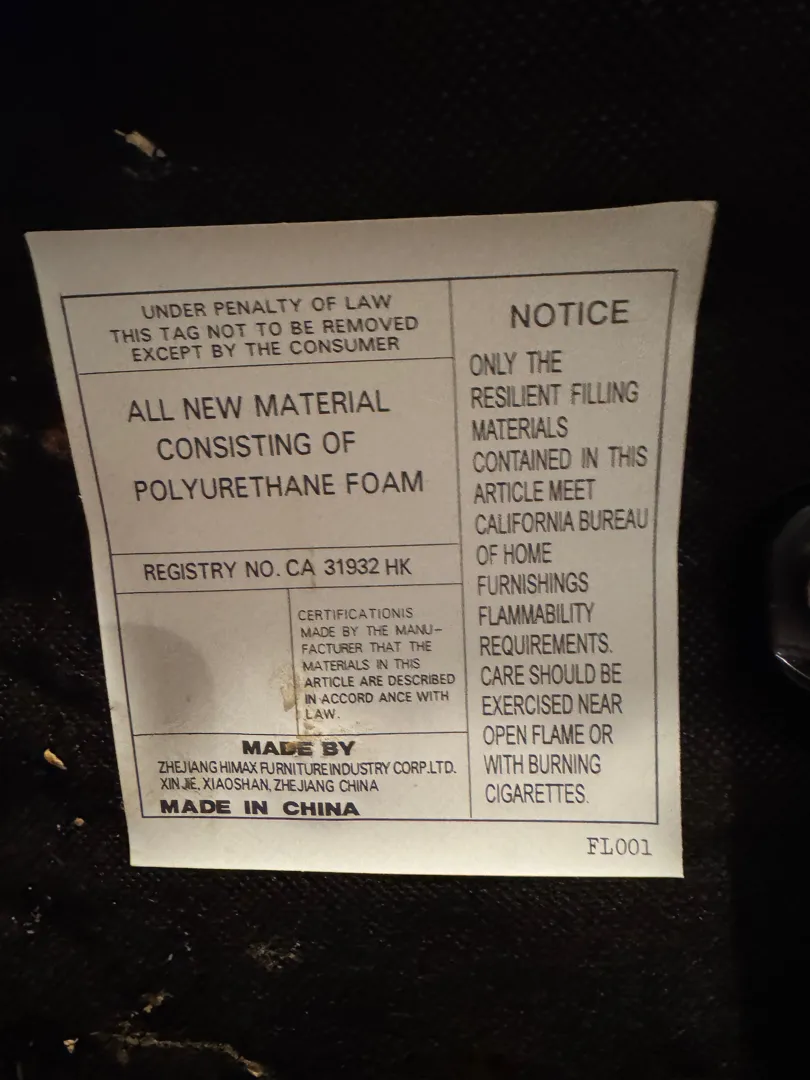 UNDER PENALTY OF LAW
THIS TAG NOT TO BE REMOVED
EXCEPT BY THE CONSUMER
ALL NEW MATERIAL
CONSISTING OF
POLYURETHANE FOAM
REGISTRY NO. CA 31932 HK
CERTIFICATIONIS
MADE BY THE MANU-
FACTURER THAT THE
MATERIALS IN THIS
ARTICLE ARE DESCRIBED
IN ACCORD ANCE WITH
LAW.
MADE BY
ZHEJIANG HIMAX FURNITURE INDUSTRY CORP.LTD.
XIN JIE, XIAOSHAN, ZHEJIANG CHINA
MADE IN CHINA
NOTICE
ONLY THE
RESILIENT FILLING
MATERIALS
CONTAINED IN THIS
ARTICLE MEET
CALIFORNIA BUREAU
OF HOME
FURNISHINGS
FLAMMABILITY
REQUIREMENTS.
CARE SHOULD BE
EXERCISED NEAR
OPEN FLAME OR
WITH BURNING
CIGARETTES.
FL001